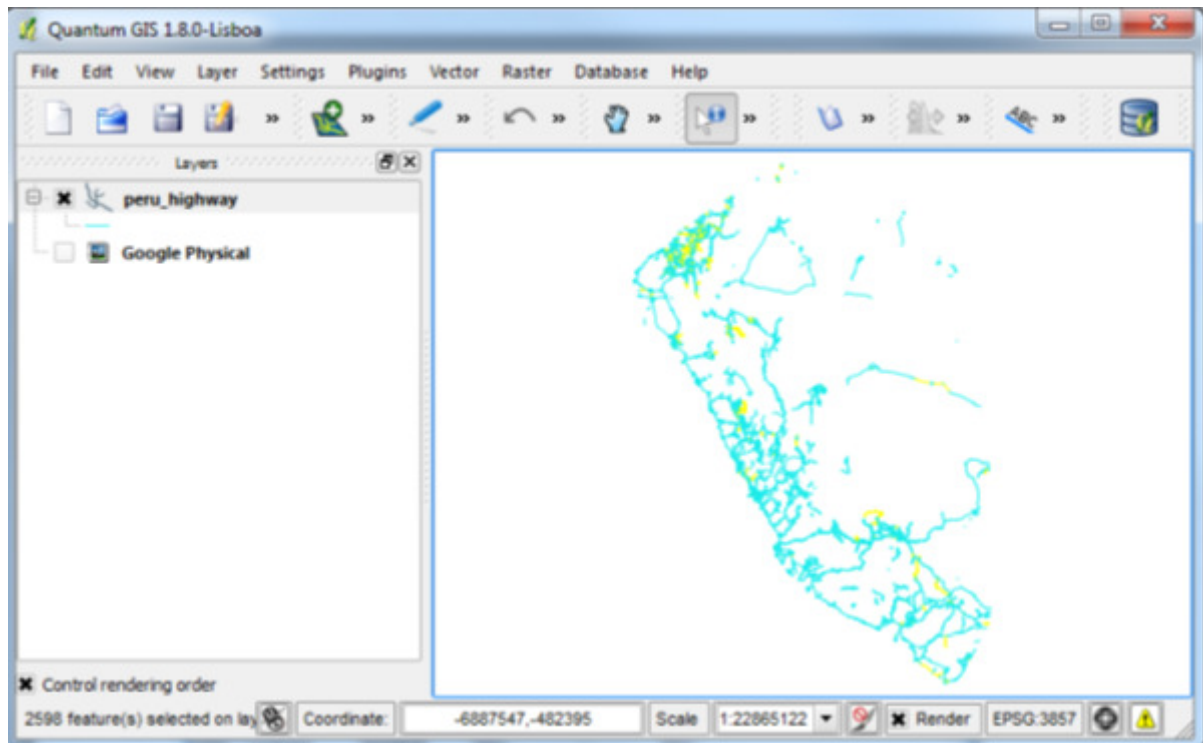 Quantum GIS 1.8.0-Lisboa
File Edit View Layer Settings Plugins Vector Raster Database Help
» » » » » » » » »
ABC
Layers
peru_highway
Google Physical
Control rendering order
2598 feature(s) selected on lay Coordinate: -6887547,-482395 Scale 1:22865122 Render EPSG:3857